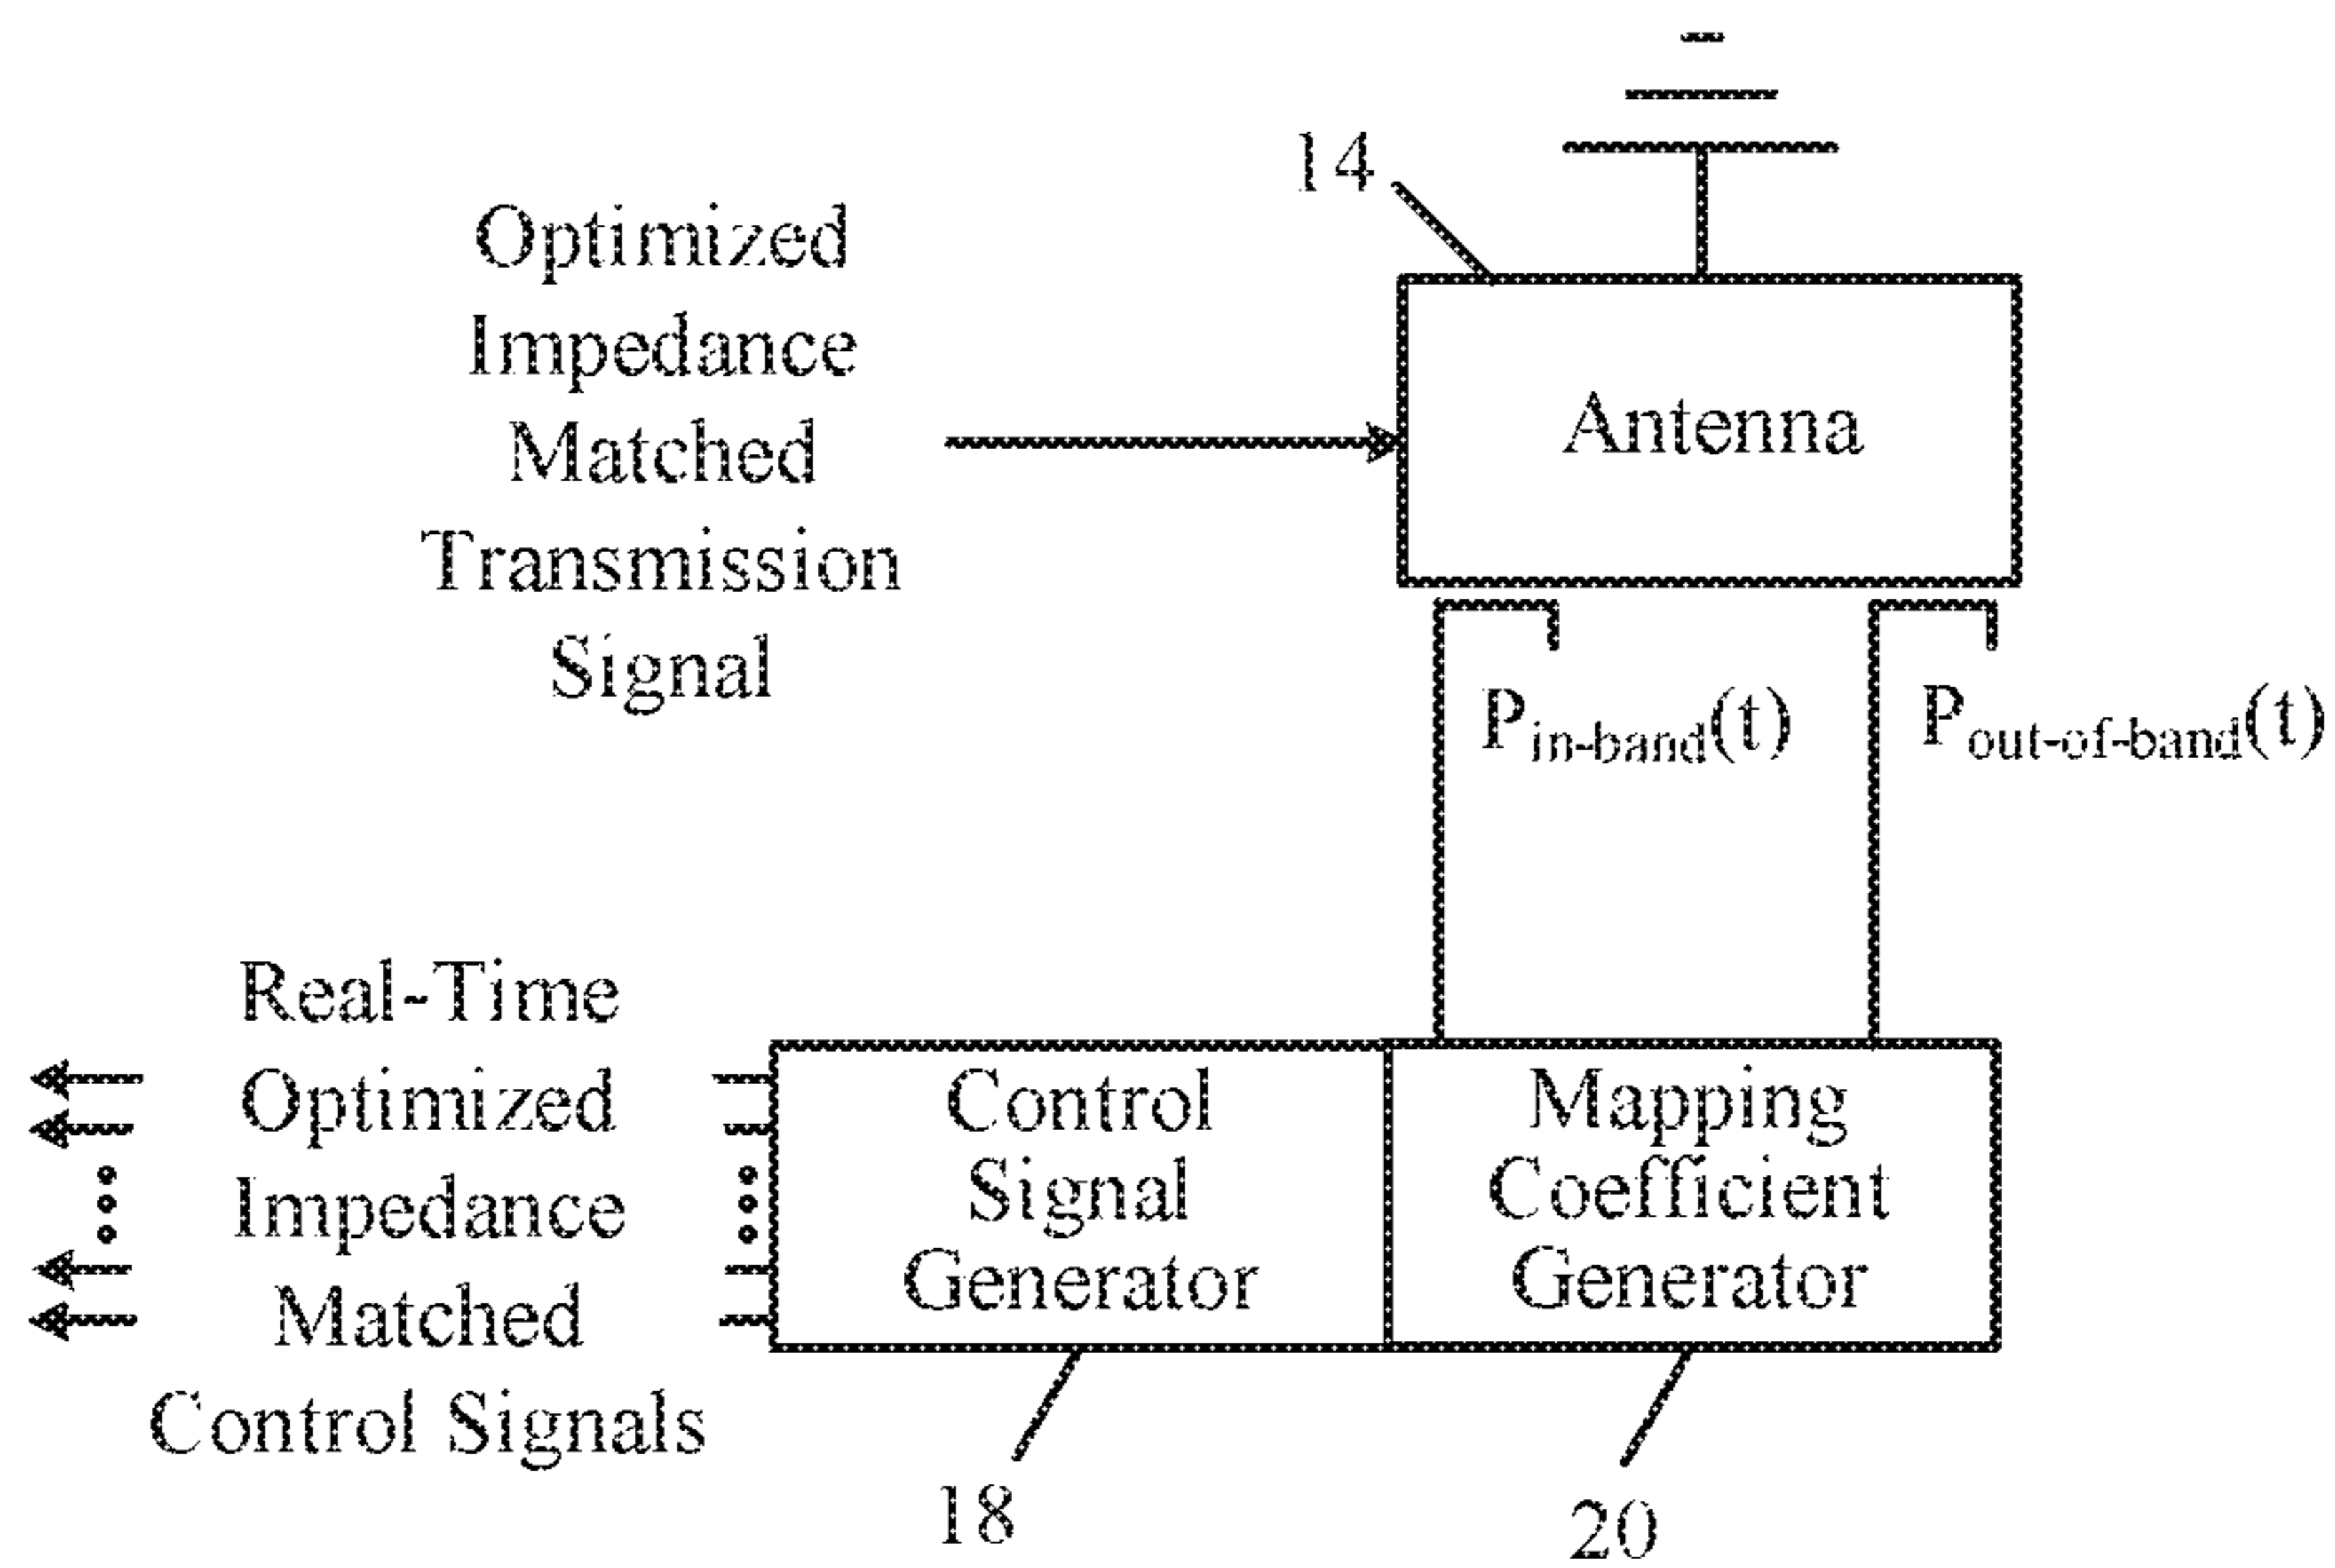 14
Optimized
Impedance
Matched
Transmission
Signal
Antenna
P_in-band(t)
P_out-of-band(t)
Real-Time
Optimized
Impedance
Matched
Control Signals
Control
Signal
Generator
Mapping
Coefficient
Generator
18
20